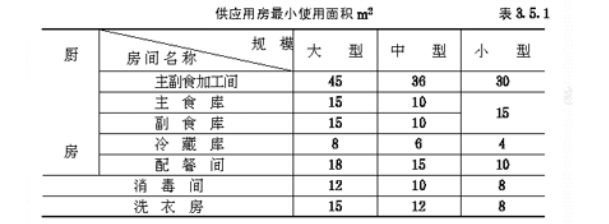 供应用房最小使用面积 m² 表 3.5.1
规模 大型 中型 小型
房间名称
厨房
主副食加工间 45 36 30
主食库 15 10 15
副食库 15 10
冷藏库 8 6 4
配餐间 18 15 10
消毒间 12 10 8
洗衣房 15 12 8